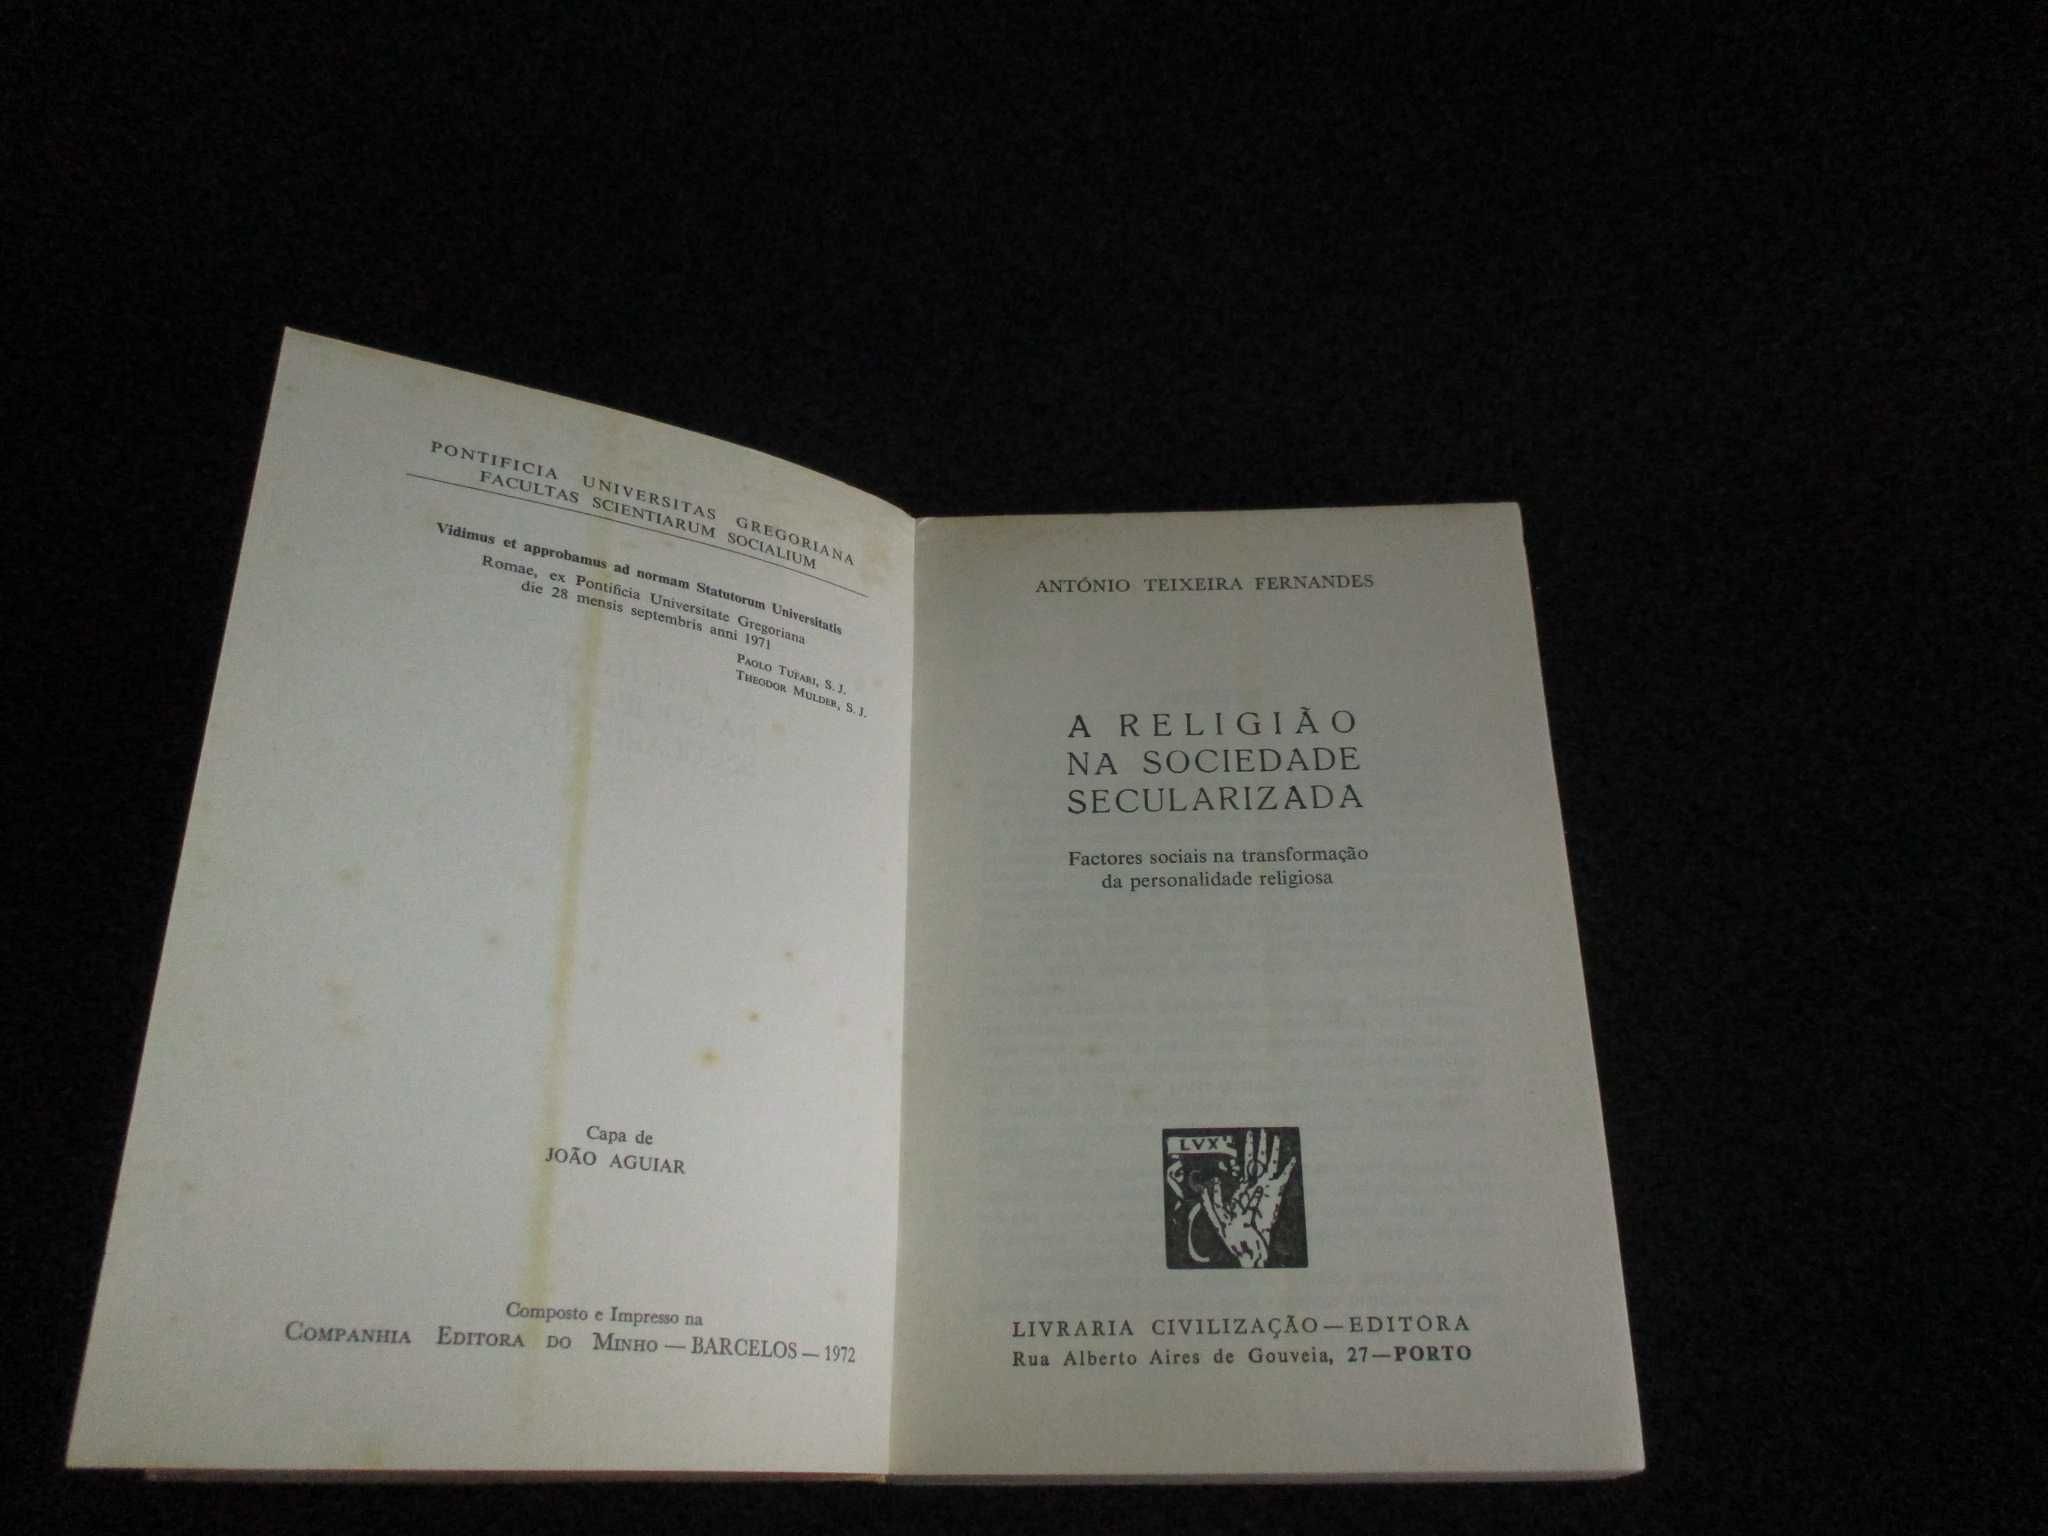 PONTIFICIA UNIVERSITAS GREGORIANA
FACULTAS SCIENTIARUM SOCIALIUM
Vidimus et approbamus ad normam Statutorum Universitatis
Romae, ex Pontificia Universitate Gregoriana
die 28 mensis septembris anni 1971
PAOLO TUFARI, S. J.
THEODOR MULDER, S. J.
Capa de
JOÃO AGUIAR
Composto e Impresso na
COMPANHIA EDITORA DO MINHO — BARCELOS — 1972
ANTÓNIO TEIXEIRA FERNANDES
A RELIGIÃO
NA SOCIEDADE
SECULARIZADA
Factores sociais na transformação
da personalidade religiosa
LVX
LIVRARIA CIVILIZAÇÃO — EDITORA
Rua Alberto Aires de Gouveia, 27 — PORTO